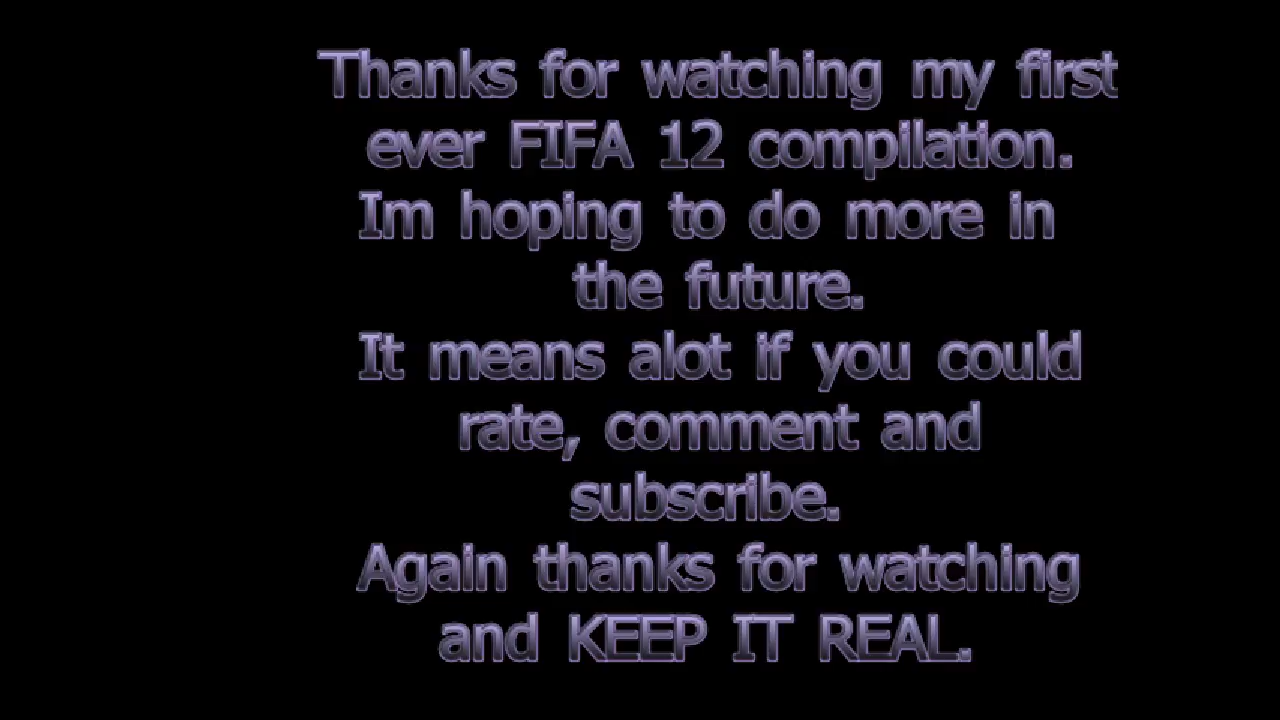 Thanks for watching my first
ever FIFA 12 compilation.
Im hoping to do more in
the future.
It means alot if you could
rate, comment and
subscribe.
Again thanks for watching
and KEEP IT REAL.